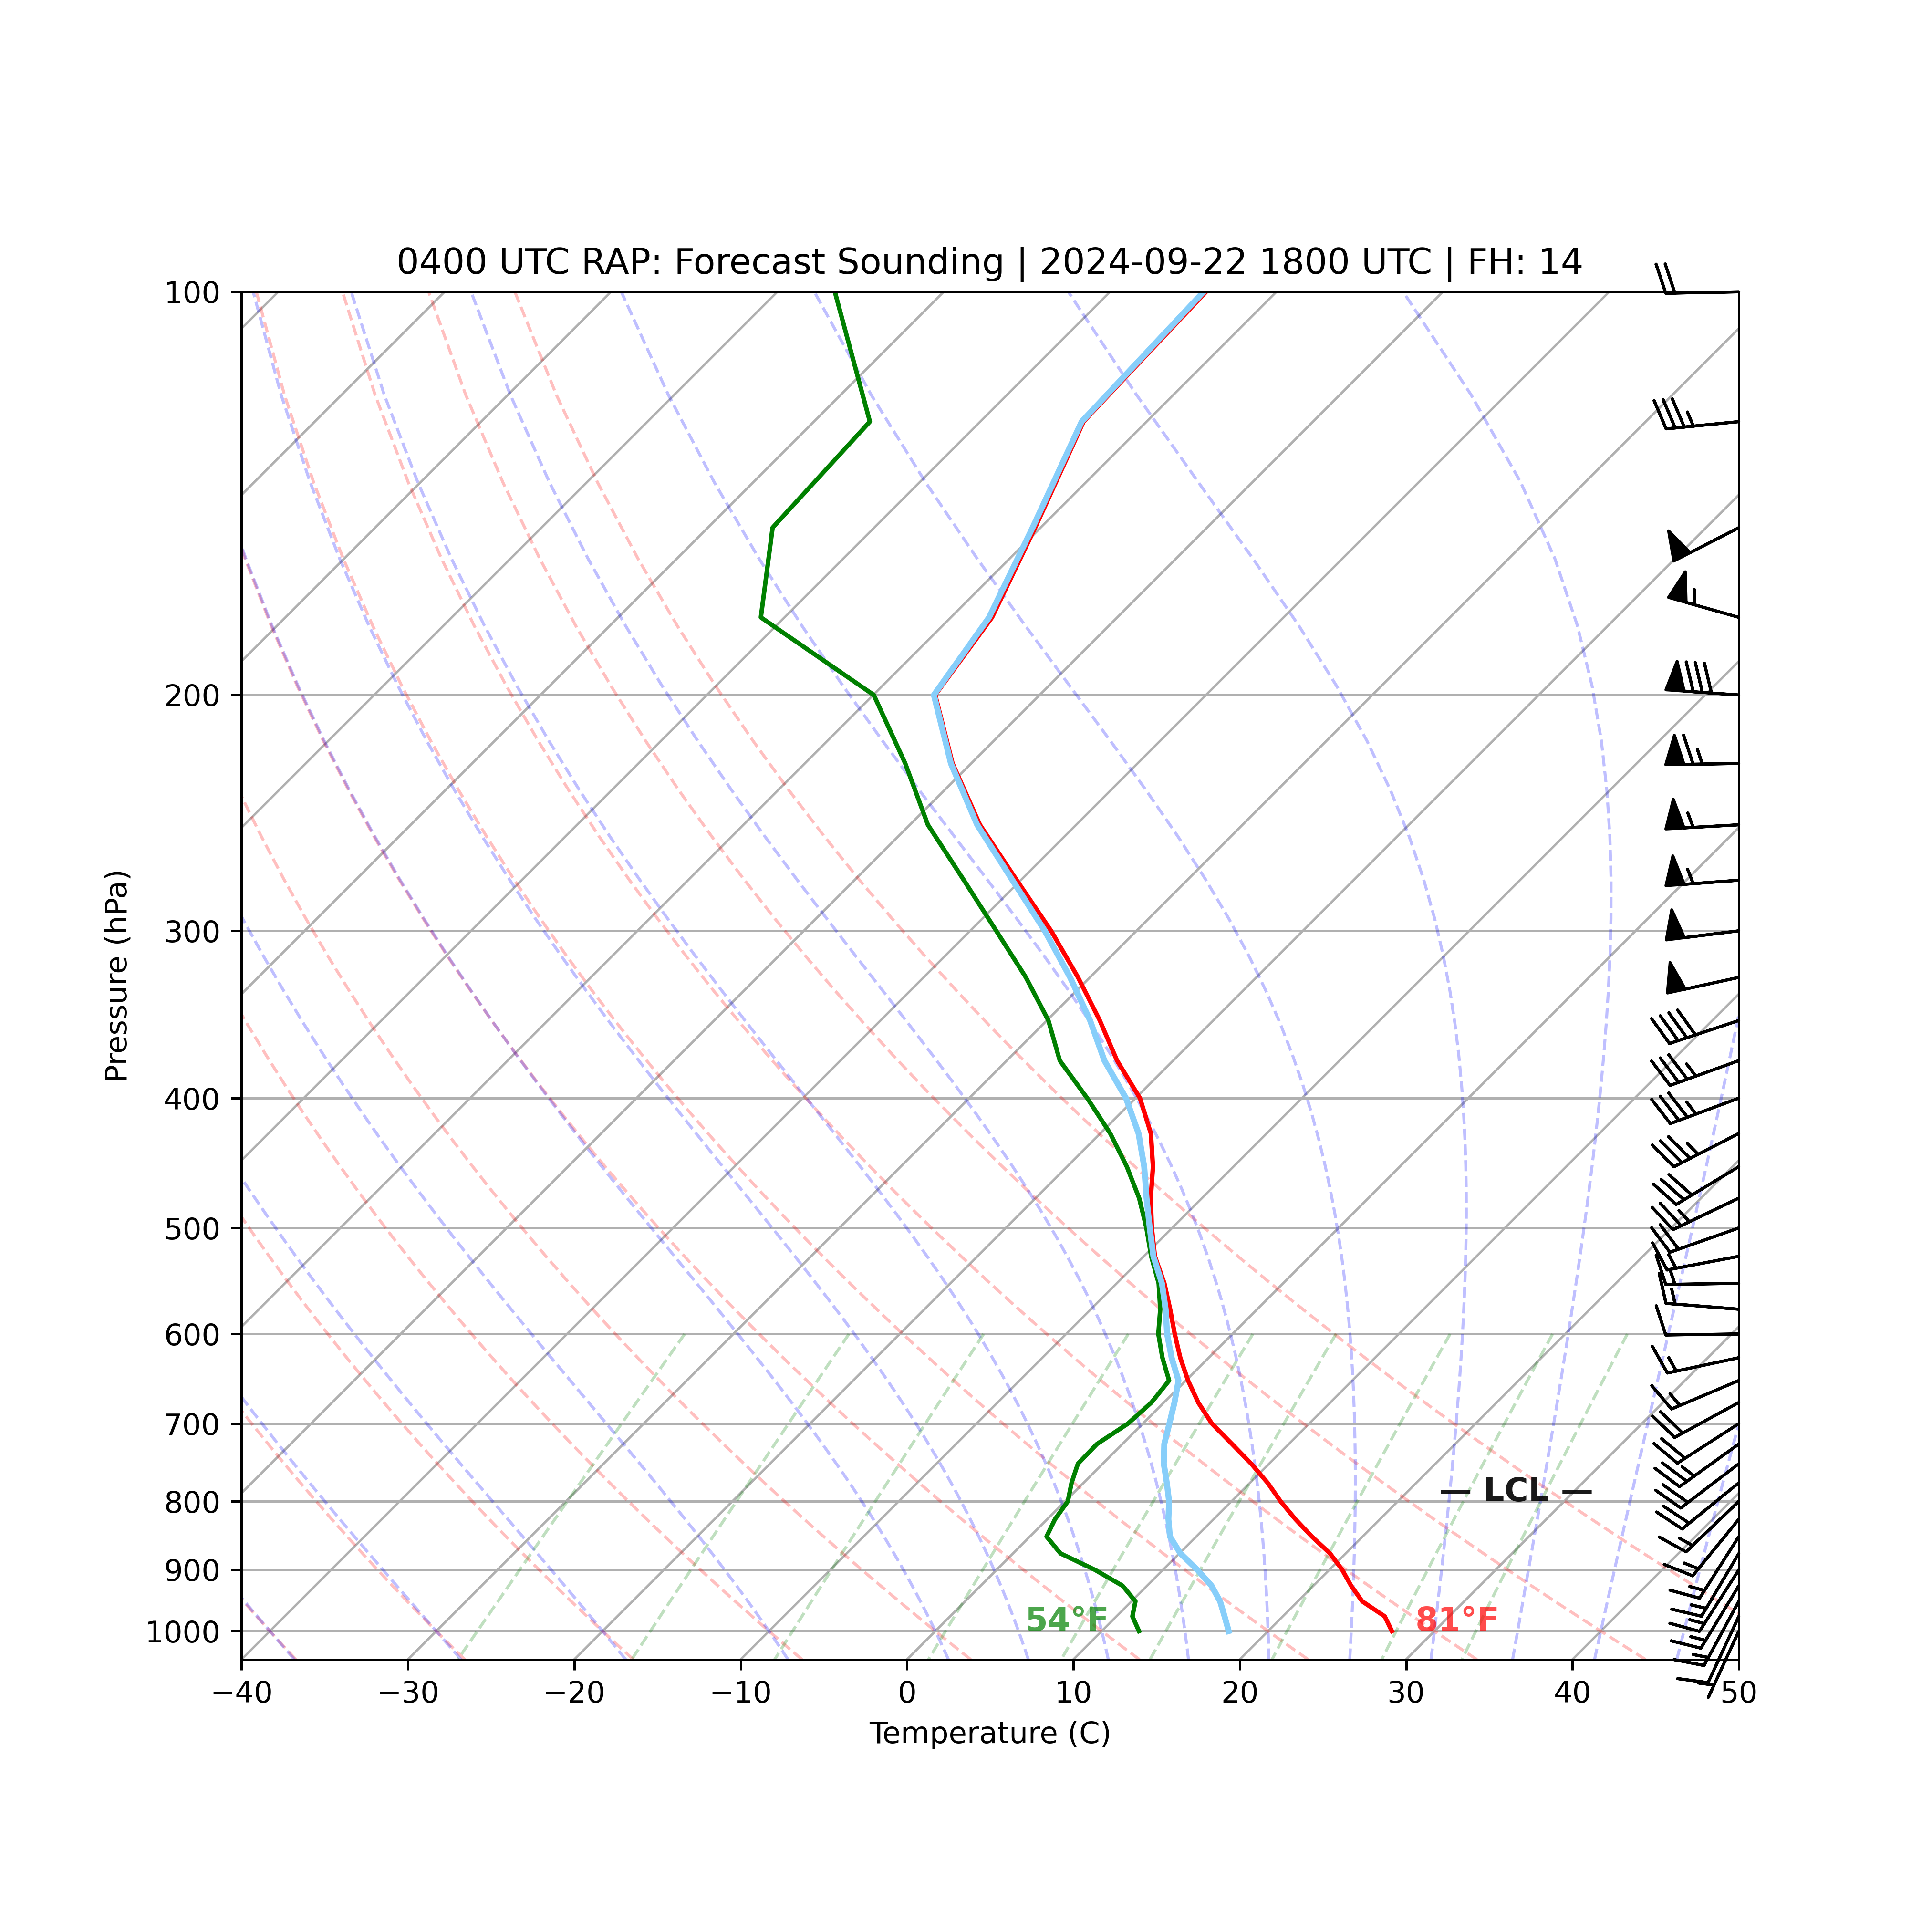 0400 UTC RAP: Forecast Sounding | 2024-09-22 1800 UTC | FH: 14
100
200
300
400
500
600
700
800
900
1000
Pressure (hPa)
— LCL —
54°F
81°F
−40 −30 −20 −10 0 10 20 30 40 50
Temperature (C)